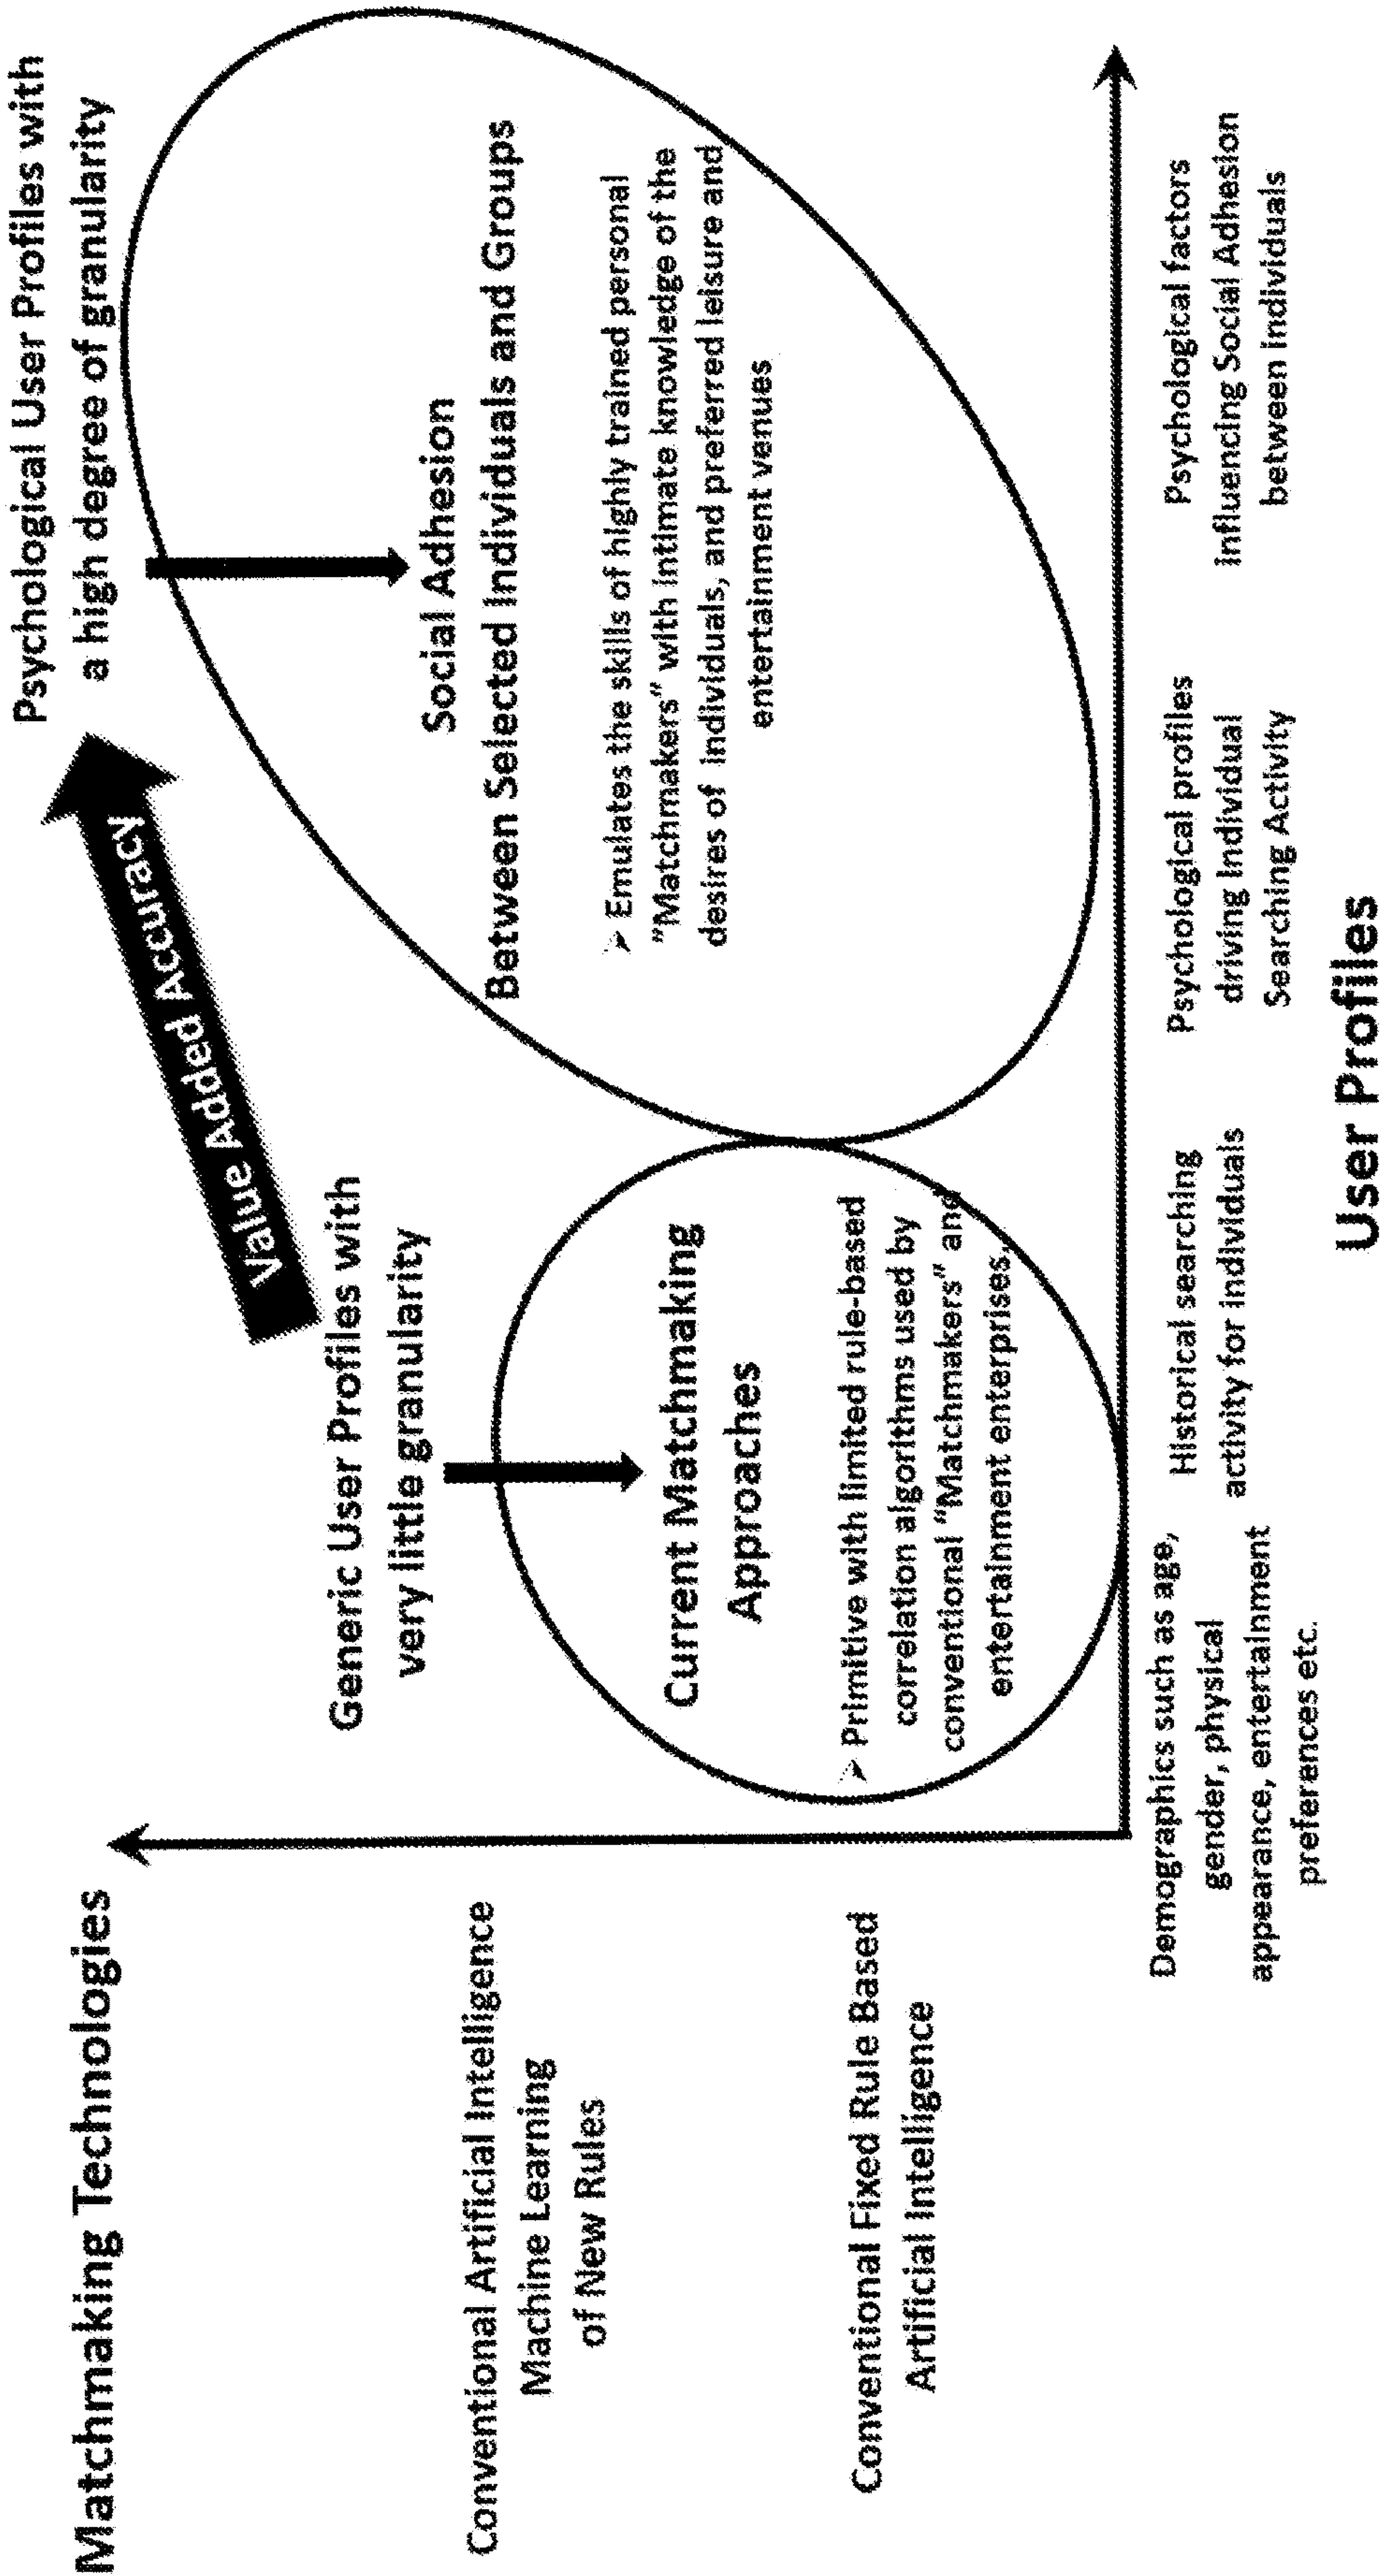 Matchmaking Technologies
Conventional Artificial Intelligence
Machine Learning
of New Rules
Conventional Fixed Rule Based
Artificial Intelligence
Value Added Accuracy
Psychological User Profiles with
a high degree of granularity
Generic User Profiles with
very little granularity
Social Adhesion
Between Selected Individuals and Groups
➢ Emulates the skills of highly trained personal
"Matchmakers" with intimate knowledge of the
desires of individuals, and preferred leisure and
entertainment venues
Current Matchmaking
Approaches
➢ Primitive with limited rule-based
correlation algorithms used by
conventional "Matchmakers" and
entertainment enterprises.
Demographics such as age,
gender, physical
appearance, entertainment
preferences etc.
Historical searching
activity for individuals
Psychological profiles
driving Individual
Searching Activity
Psychological factors
influencing Social Adhesion
between Individuals
User Profiles